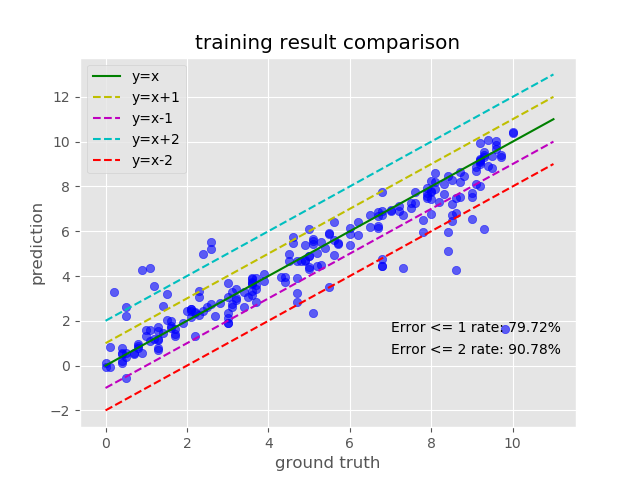 training result comparison
y=x
y=x+1
y=x-1
y=x+2
y=x-2
12
10
8
6
4
2
0
−2
prediction
Error <= 1 rate: 79.72%
Error <= 2 rate: 90.78%
0 2 4 6 8 10
ground truth